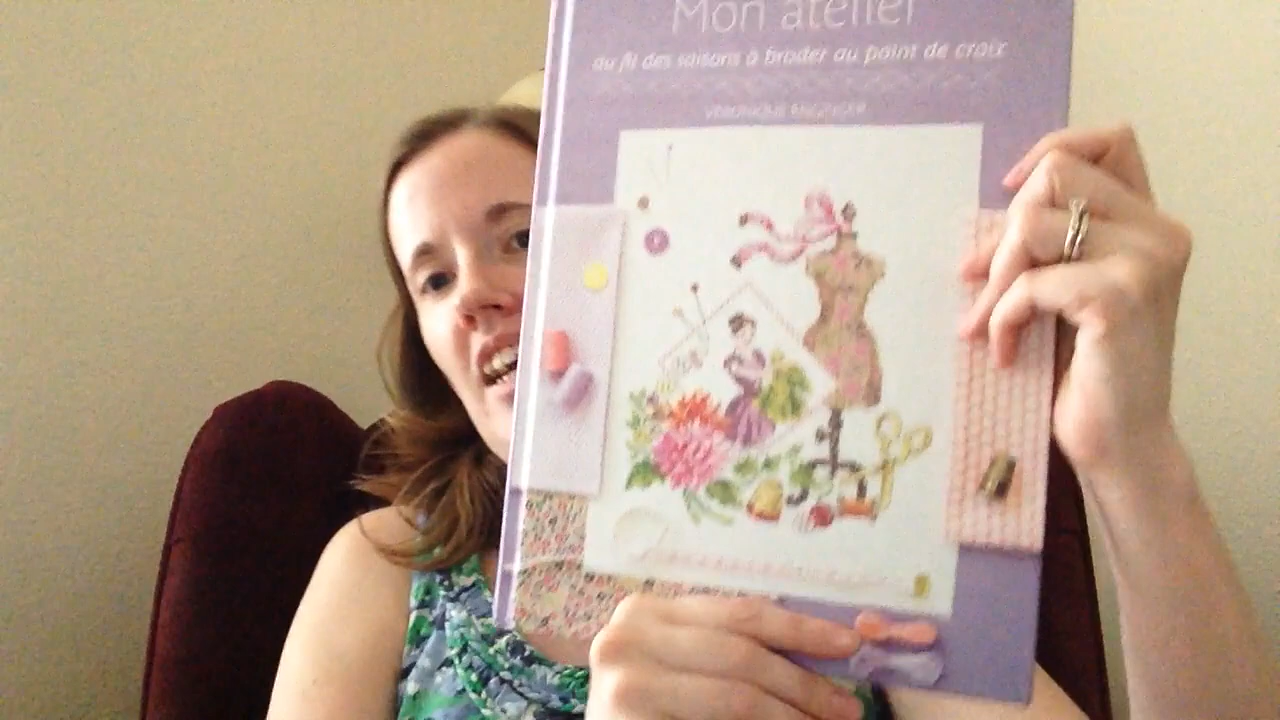 Mon atelier
au fil des saisons à broder au point de croix